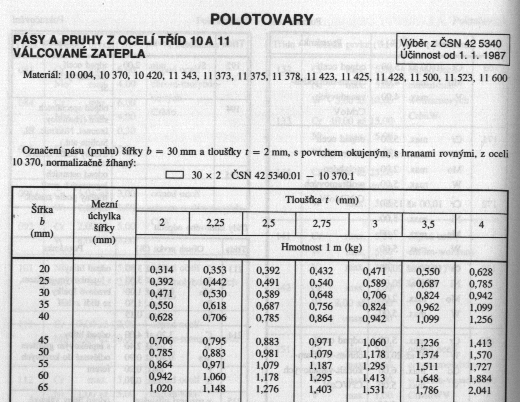 POLOTOVARY
PÁSY A PRUHY Z OCELÍ TŘÍD 10 A 11
VÁLCOVANÉ ZATEPLA
Výběr z ČSN 42 5340
Účinnost od 1. 1. 1987
Materiál: 10 004, 10 370, 10 420, 11 343, 11 373, 11 375, 11 378, 11 423, 11 425, 11 428, 11 500, 11 523, 11 600
Označení pásu (pruhu) šířky b = 30 mm a tloušťky t = 2 mm, s povrchem okujeným, s hranami rovnými, z oceli
10 370, normalizačně žíhaný:
30 × 2 ČSN 42 5340.01 — 10 370.1
Šířka b (mm) Mezní úchylka šířky (mm) Tloušťka t (mm)
2 2,25 2,5 2,75 3 3,5 4
Hmotnost 1 m (kg)
20 0,314 0,353 0,392 0,432 0,471 0,550 0,628
25 0,392 0,442 0,491 0,540 0,589 0,687 0,785
30 0,471 0,530 0,589 0,648 0,706 0,824 0,942
35 0,550 0,618 0,687 0,756 0,824 0,962 1,099
40 0,628 0,706 0,785 0,864 0,942 1,099 1,256
45 0,706 0,795 0,883 0,971 1,060 1,236 1,413
50 0,785 0,883 0,981 1,079 1,178 1,374 1,570
55 0,864 0,971 1,079 1,187 1,295 1,511 1,727
60 0,942 1,060 1,178 1,295 1,413 1,648 1,884
65 1,020 1,148 1,276 1,403 1,531 1,786 2,041